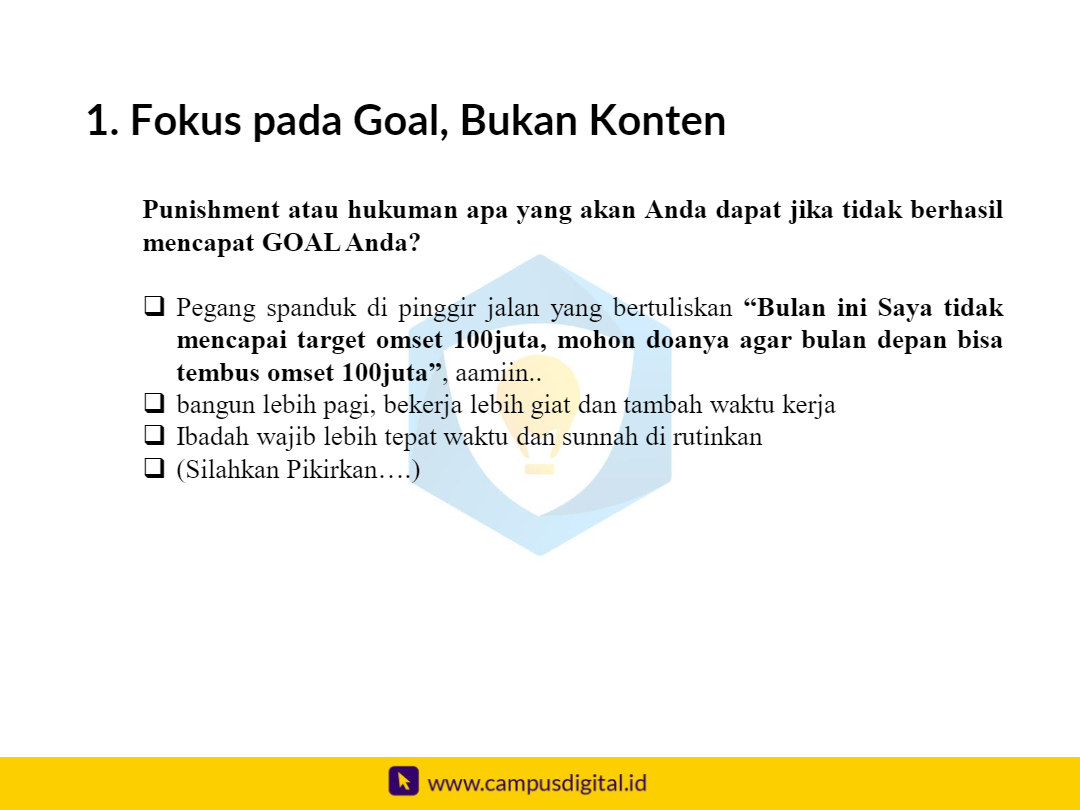 1. Fokus pada Goal, Bukan Konten
Punishment atau hukuman apa yang akan Anda dapat jika tidak berhasil
mencapat GOAL Anda?
❑ Pegang spanduk di pinggir jalan yang bertuliskan “Bulan ini Saya tidak
mencapai target omset 100juta, mohon doanya agar bulan depan bisa
tembus omset 100juta”, aamiin..
❑ bangun lebih pagi, bekerja lebih giat dan tambah waktu kerja
❑ Ibadah wajib lebih tepat waktu dan sunnah di rutinkan
❑ (Silahkan Pikirkan….)
www.campusdigital.id